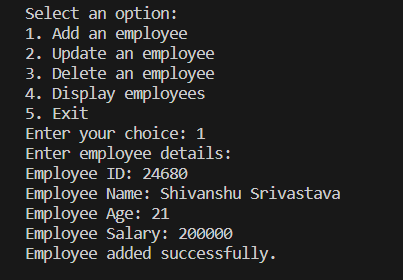 Select an option:
1. Add an employee
2. Update an employee
3. Delete an employee
4. Display employees
5. Exit
Enter your choice: 1
Enter employee details:
Employee ID: 24680
Employee Name: Shivanshu Srivastava
Employee Age: 21
Employee Salary: 200000
Employee added successfully.